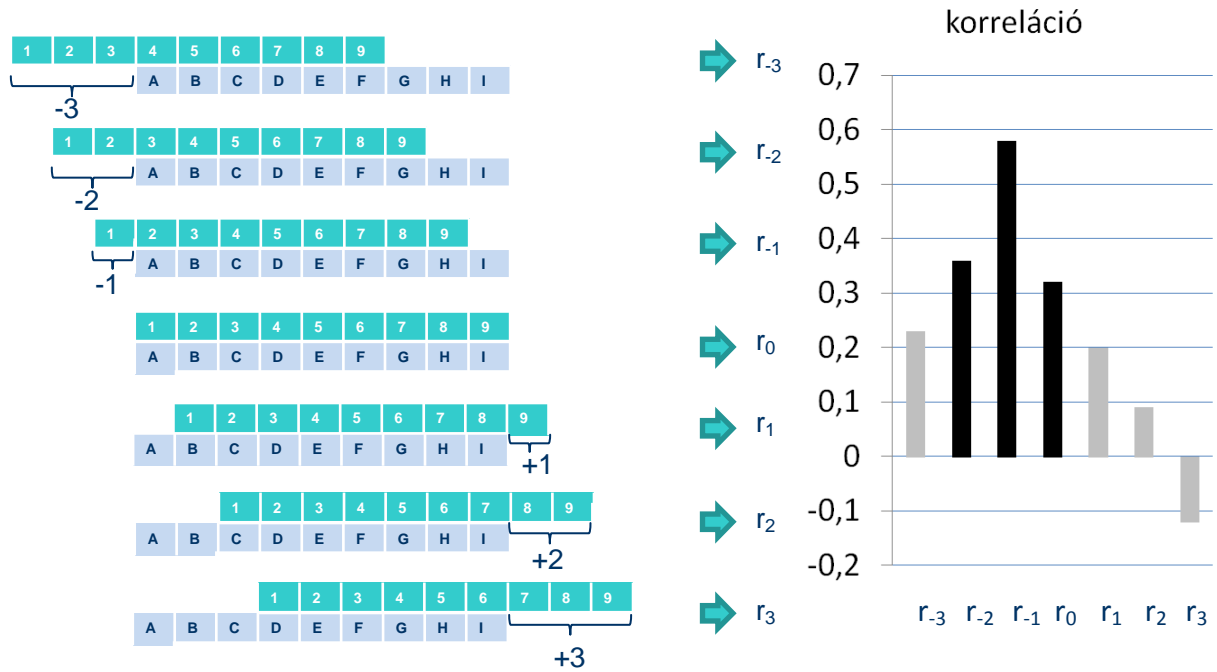 korreláció
1 2 3 4 5 6 7 8 9
A B C D E F G H I
-3
r-3
1 2 3 4 5 6 7 8 9
A B C D E F G H I
-2
r-2
1 2 3 4 5 6 7 8 9
A B C D E F G H I
-1
r-1
1 2 3 4 5 6 7 8 9
A B C D E F G H I
r0
1 2 3 4 5 6 7 8 9
A B C D E F G H I
+1
r1
1 2 3 4 5 6 7 8 9
A B C D E F G H I
+2
r2
1 2 3 4 5 6 7 8 9
A B C D E F G H I
+3
r3
0,7
0,6
0,5
0,4
0,3
0,2
0,1
0
-0,1
-0,2
r-3 r-2 r-1 r0 r1 r2 r3